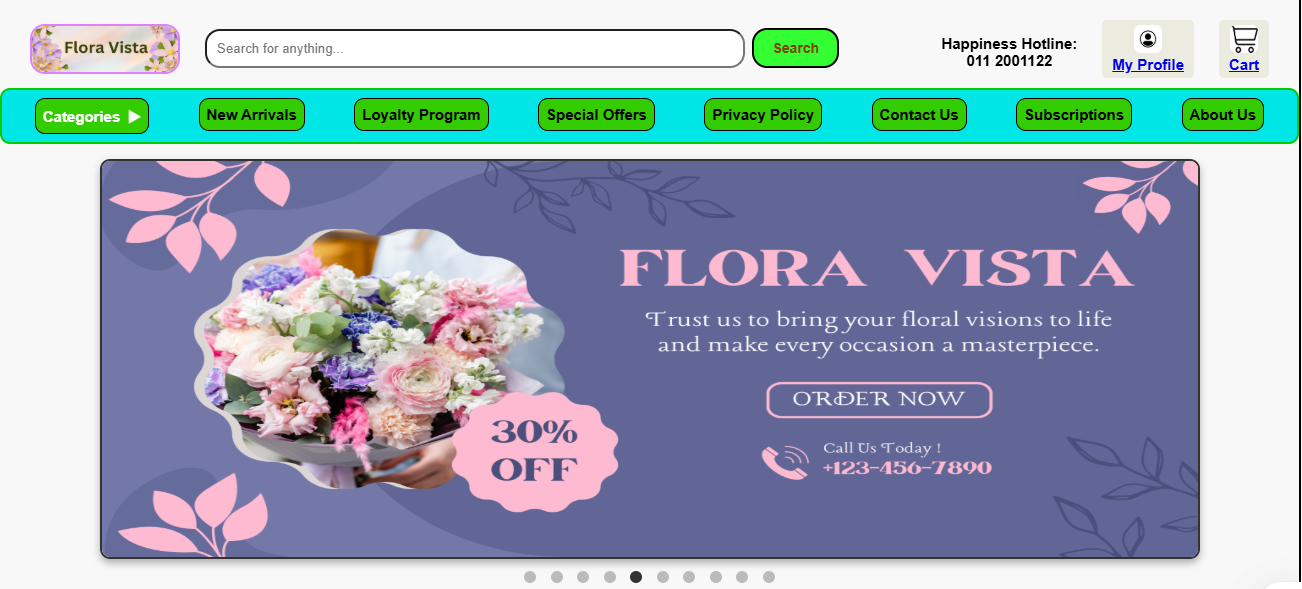 Flora Vista
Search for anything...
Search
Happiness Hotline:
011 2001122
My Profile
Cart
Categories ▶
New Arrivals
Loyalty Program
Special Offers
Privacy Policy
Contact Us
Subscriptions
About Us
FLORA VISTA
Trust us to bring your floral visions to life
and make every occasion a masterpiece.
ORDER NOW
30%
OFF
Call Us Today !
+123-456-7890